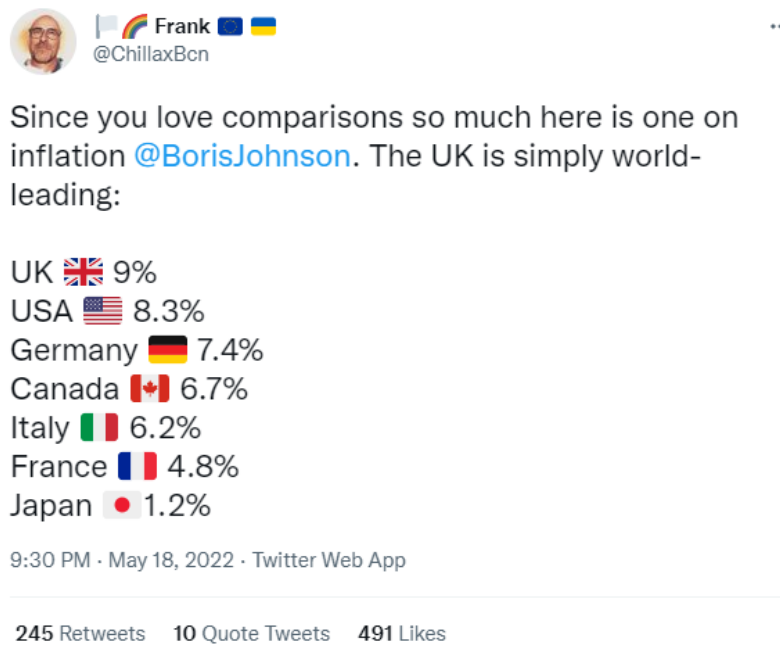 🏳️‍🌈 Frank 🇪🇺 🇺🇦
@ChillaxBcn
Since you love comparisons so much here is one on
inflation @BorisJohnson. The UK is simply world-
leading:
UK 🇬🇧 9%
USA 🇺🇸 8.3%
Germany 🇩🇪 7.4%
Canada 🇨🇦 6.7%
Italy 🇮🇹 6.2%
France 🇫🇷 4.8%
Japan 🇯🇵 1.2%
9:30 PM · May 18, 2022 · Twitter Web App
245 Retweets 10 Quote Tweets 491 Likes